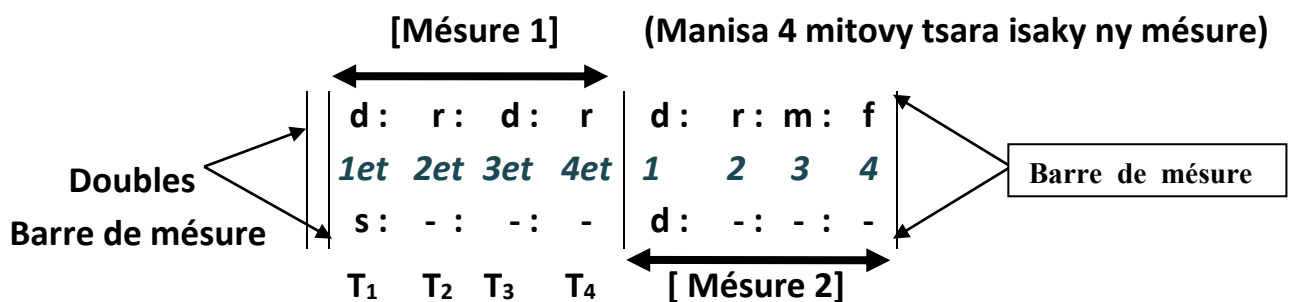 [Mésure 1] (Manisa 4 mitovy tsara isaky ny mésure)
d : r : d : r d : r : m : f
1et 2et 3et 4et 1 2 3 4
Doubles
Barre de mésure
Barre de mésure
s : - : - : - d : - : - : -
T1 T2 T3 T4 [ Mésure 2]